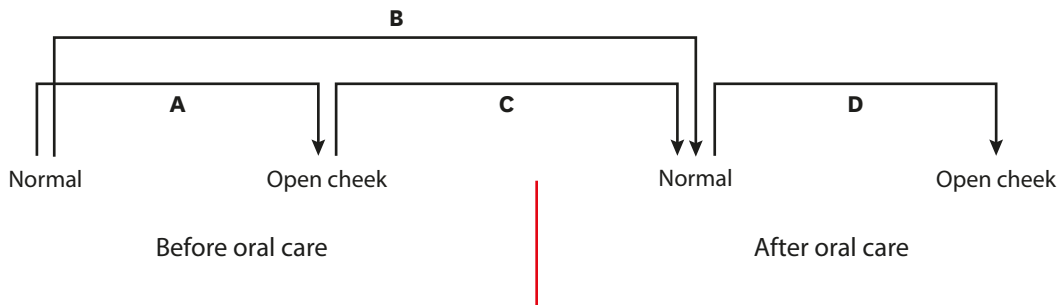 B
A
C
D
Normal
Open cheek
Normal
Open cheek
Before oral care
After oral care